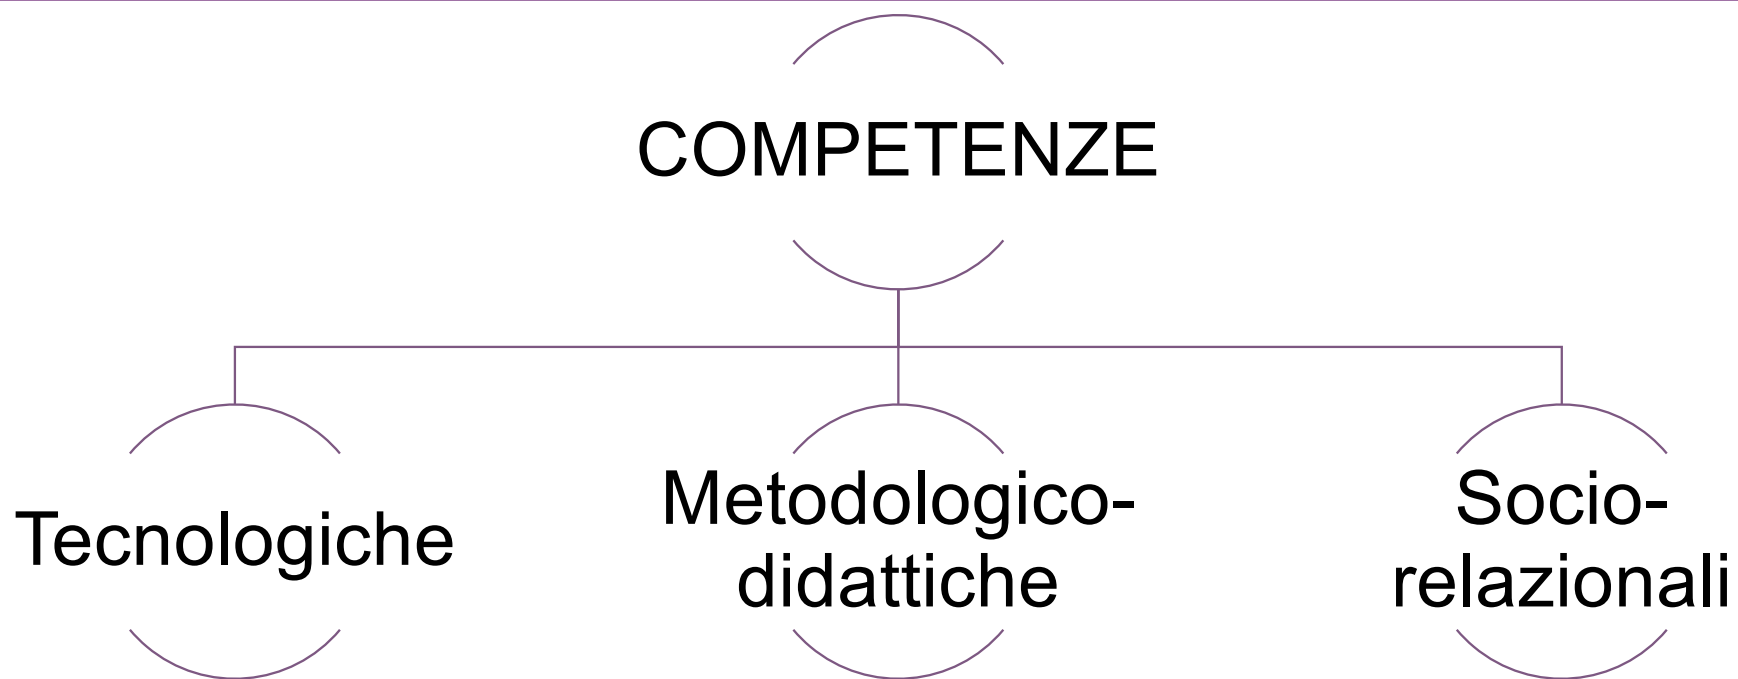 COMPETENZE
Tecnologiche
Metodologico-
didattiche
Socio-
relazionali